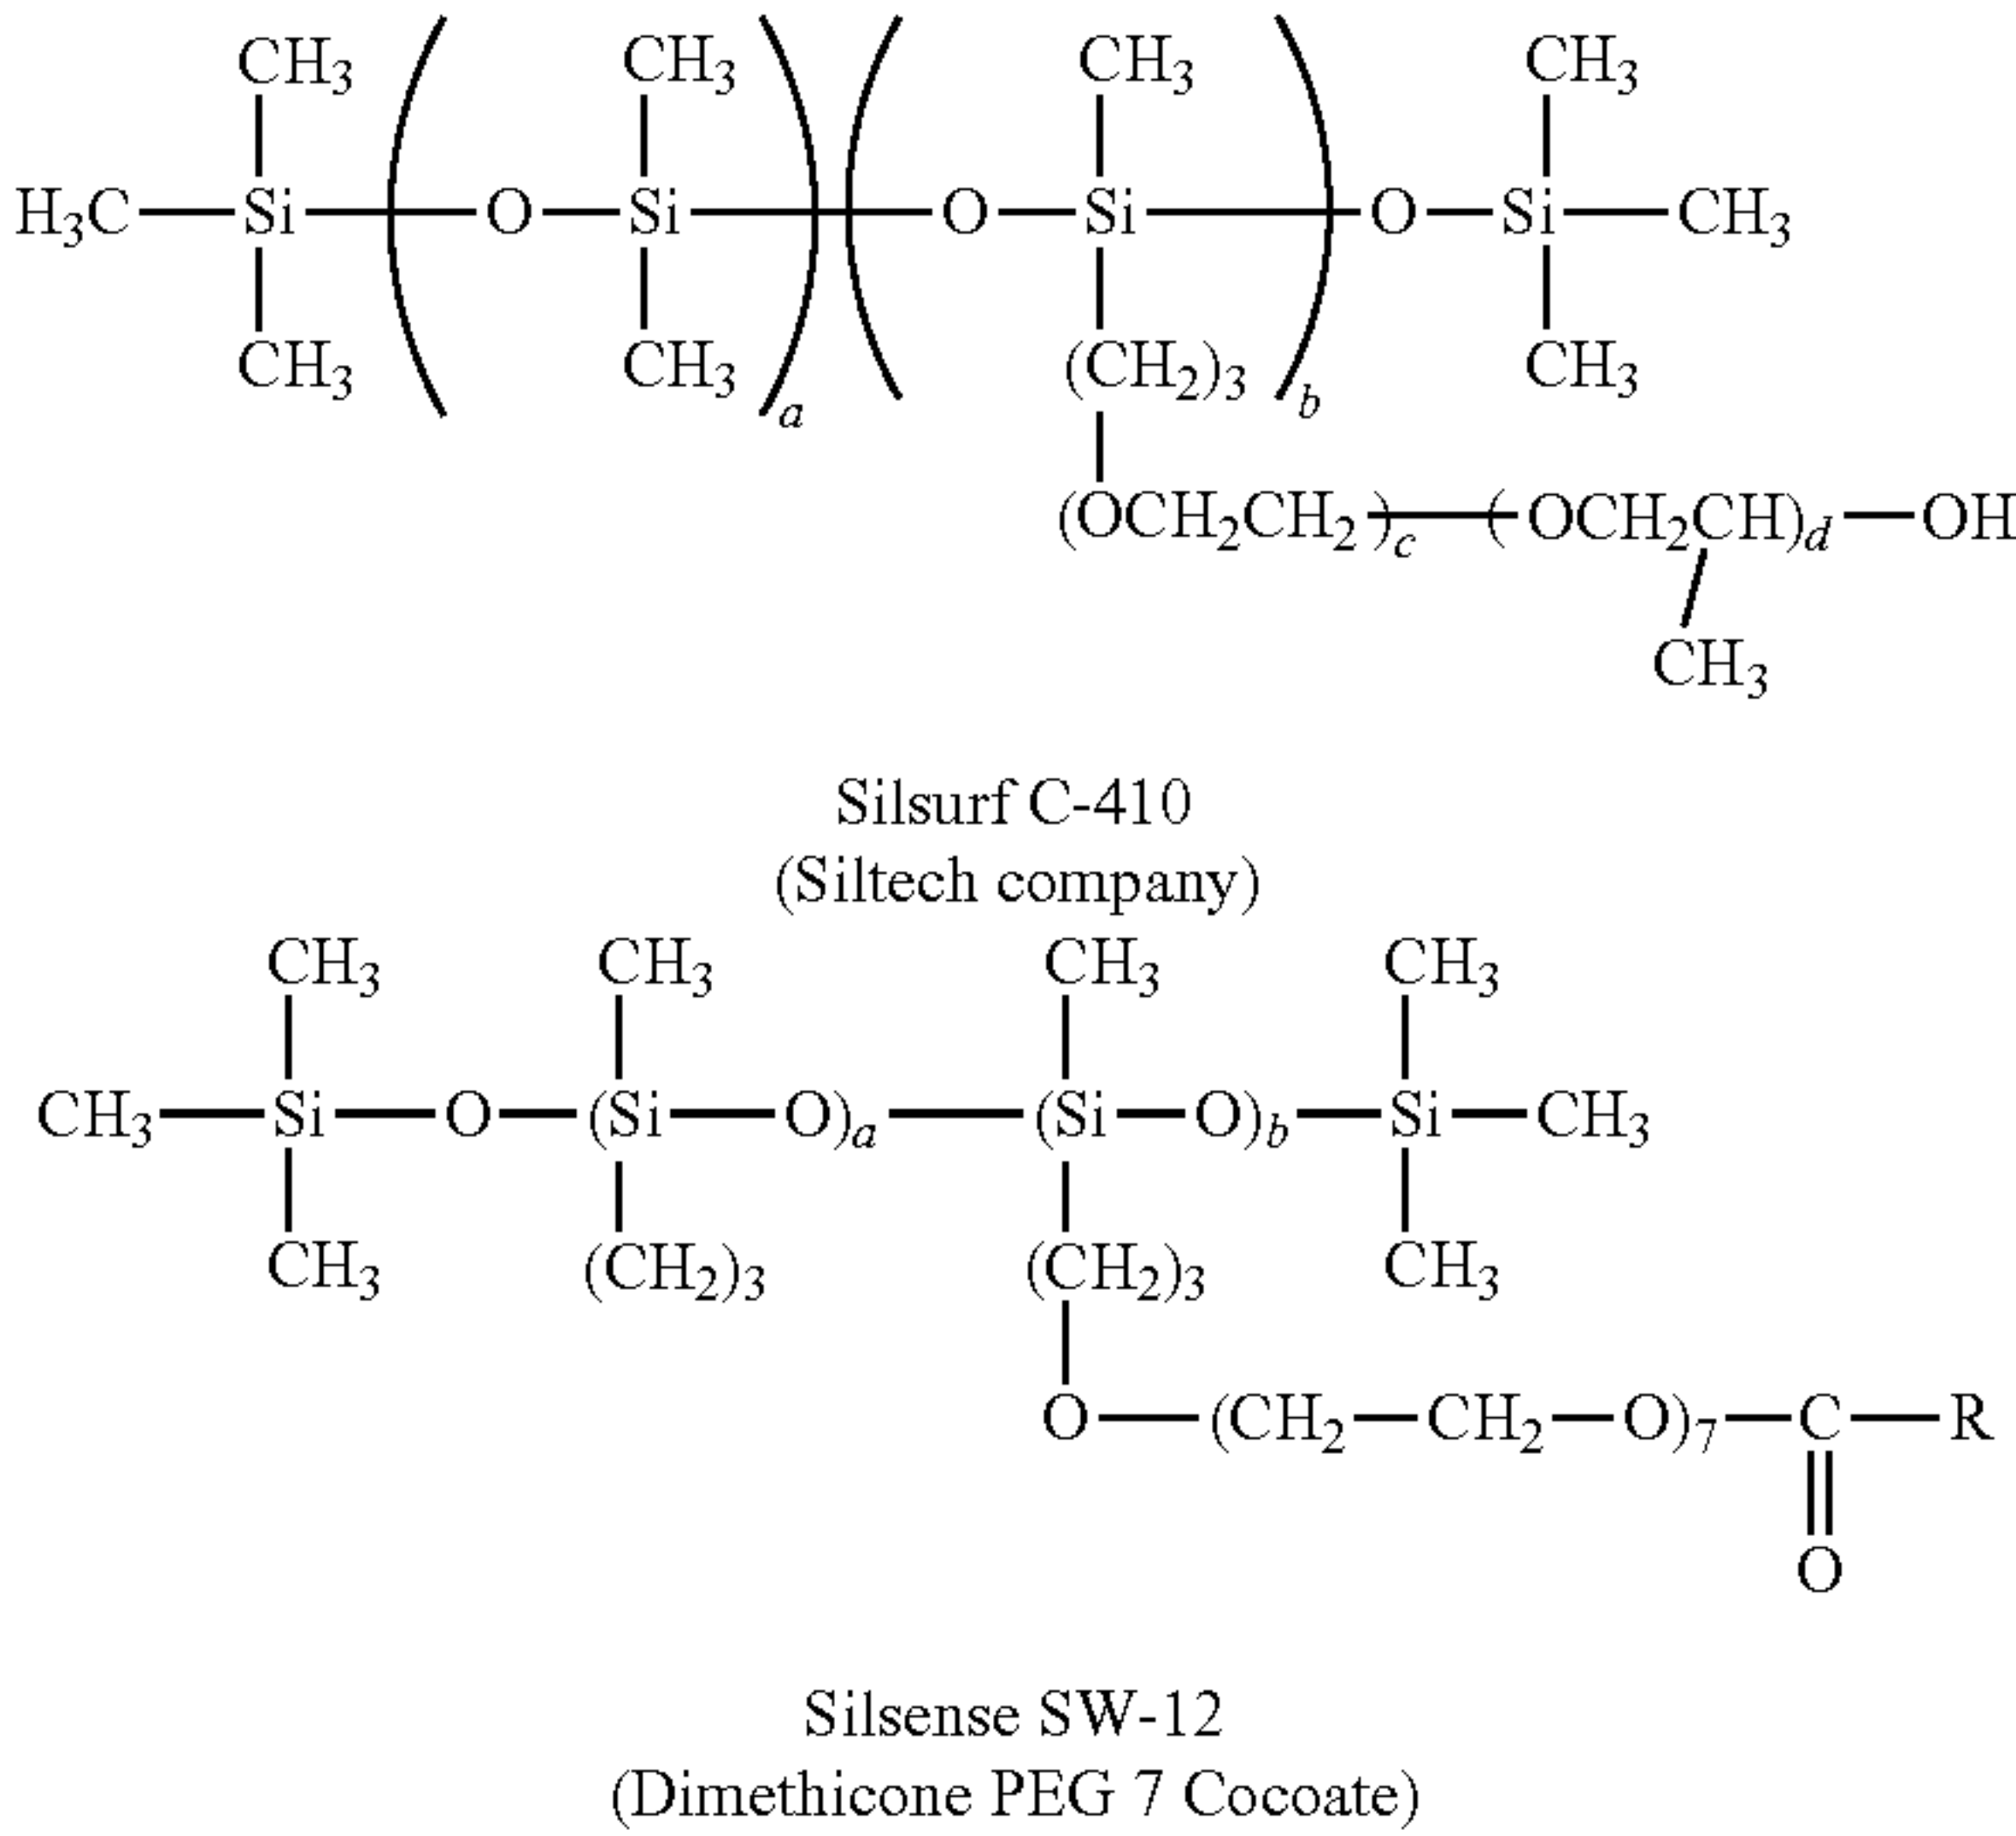 CH3 CH3 CH3 CH3
H3C Si O Si O Si O Si CH3
CH3 CH3 (CH2)3 CH3
a b
(OCH2CH2)c (OCH2CH)d OH
CH3
Silsurf C-410
(Siltech company)
CH3 CH3 CH3 CH3
CH3 Si O (Si O)a (Si O)b Si CH3
CH3 (CH2)3 (CH2)3 CH3
O (CH2 CH2 O)7 C R
O
Silsense SW-12
(Dimethicone PEG 7 Cocoate)